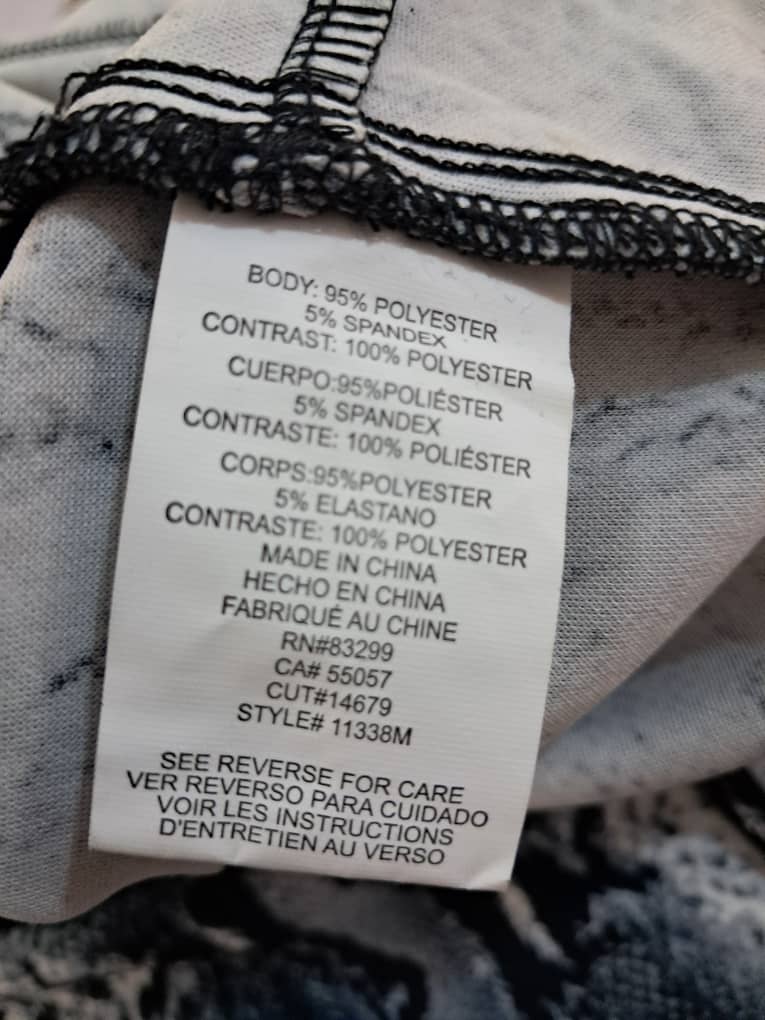 BODY: 95% POLYESTER
5% SPANDEX
CONTRAST: 100% POLYESTER
CUERPO:95%POLIÉSTER
5% SPANDEX
CONTRASTE: 100% POLIÉSTER
CORPS:95%POLYESTER
5% ELASTANO
CONTRASTE: 100% POLYESTER
MADE IN CHINA
HECHO EN CHINA
FABRIQUÉ AU CHINE
RN#83299
CA# 55057
CUT#14679
STYLE# 11338M
SEE REVERSE FOR CARE
VER REVERSO PARA CUIDADO
VOIR LES INSTRUCTIONS
D'ENTRETIEN AU VERSO